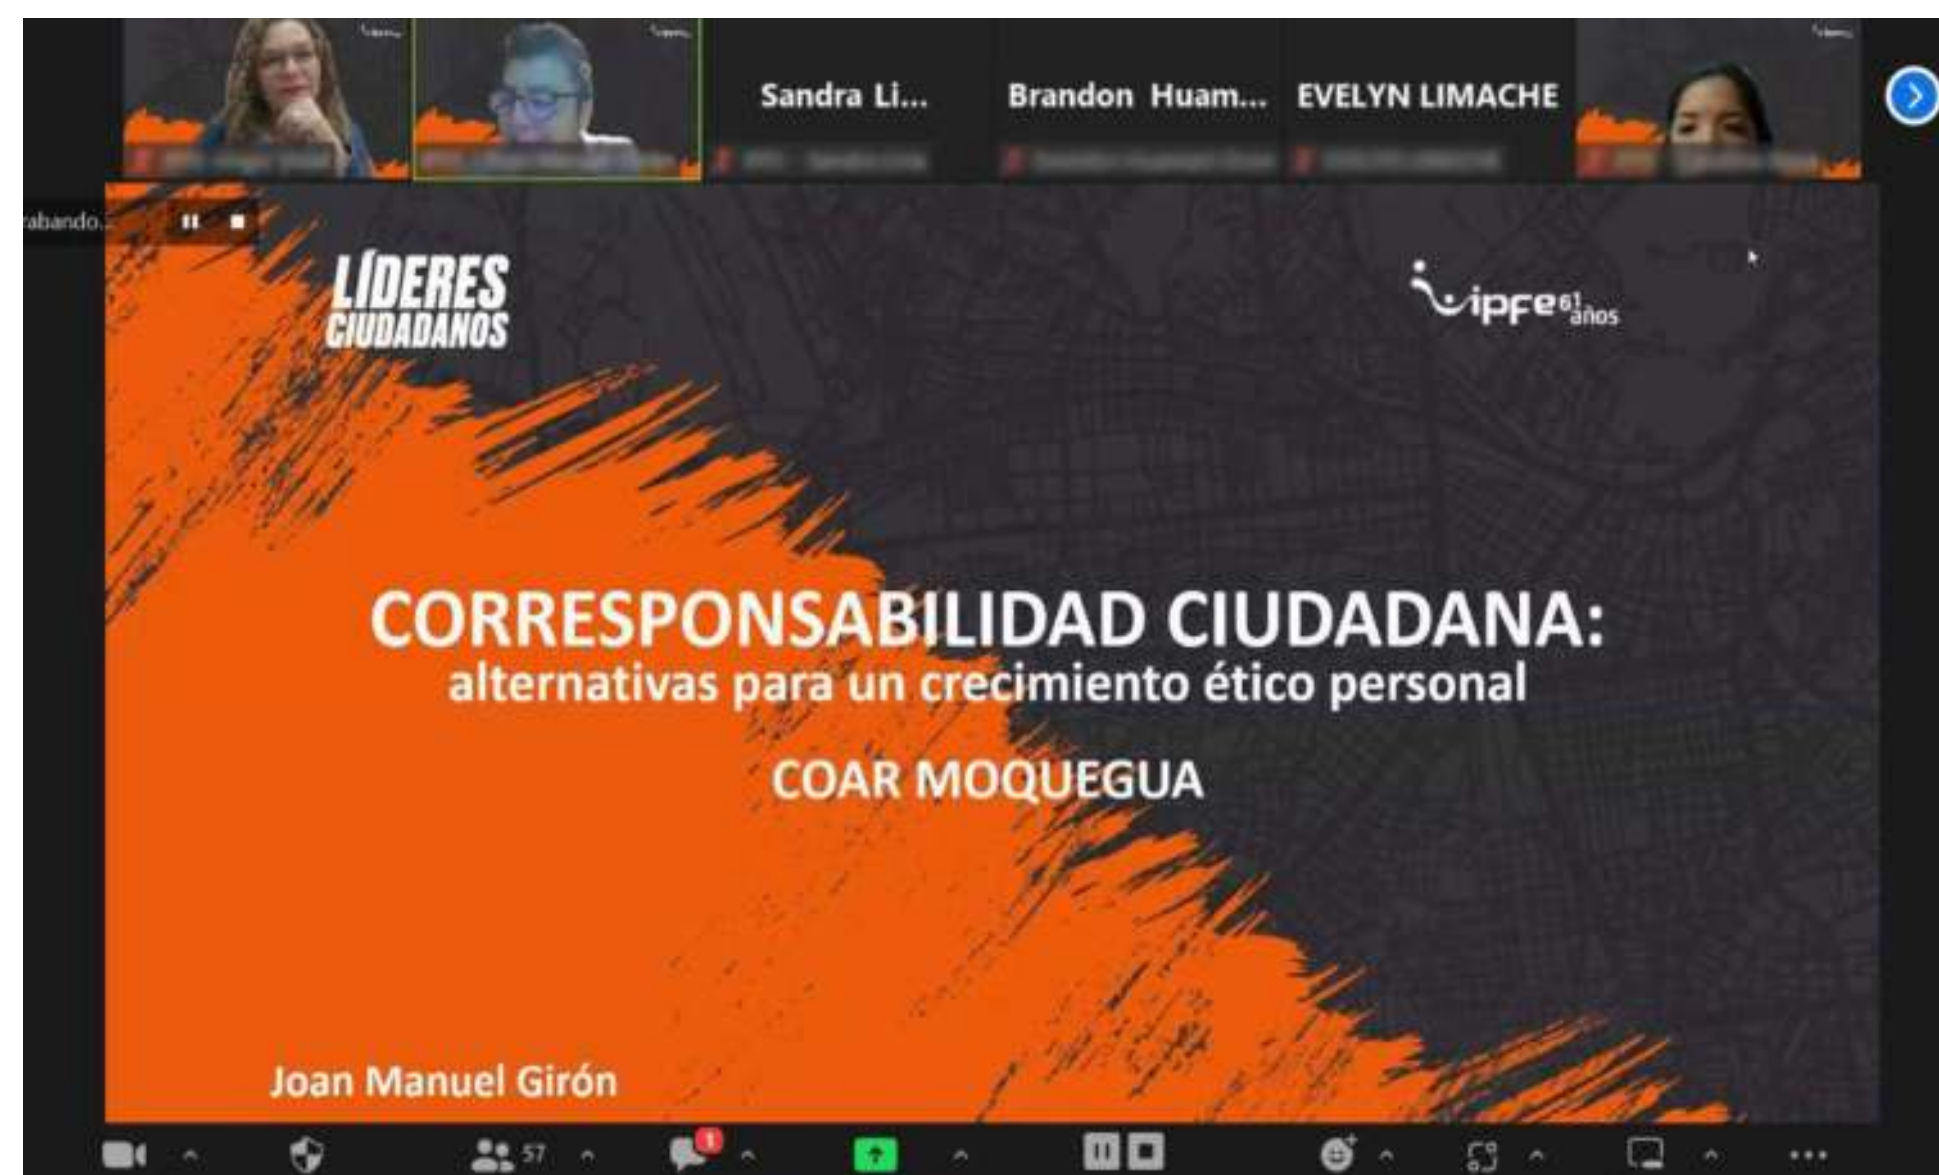 Sandra Li...
Brandon Huam...
EVELYN LIMACHE
abando...
LÍDERES
CIUDADANOS
ipfe 61
años
CORRESPONSABILIDAD CIUDADANA:
alternativas para un crecimiento ético personal
COAR MOQUEGUA
Joan Manuel Girón
57
1